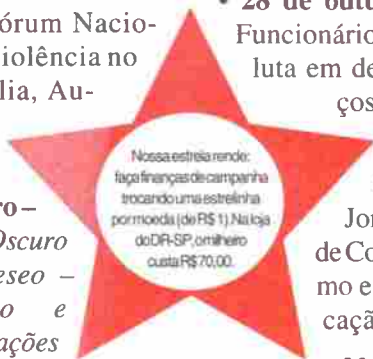 órum Nacio-
iolência no
lia, Au-
ro –
Oscuro
eseo –
o e
ações
Nossa estrela rende:
faça finanças de campanha
trocando uma estrelinha
por moeda (de R$ 1). Na loja
do DR-SP, o milheiro
custa R$ 70,00.
• 28 de outu
Funcionário
luta em de
ços
Jor
de Co
mo e
cação